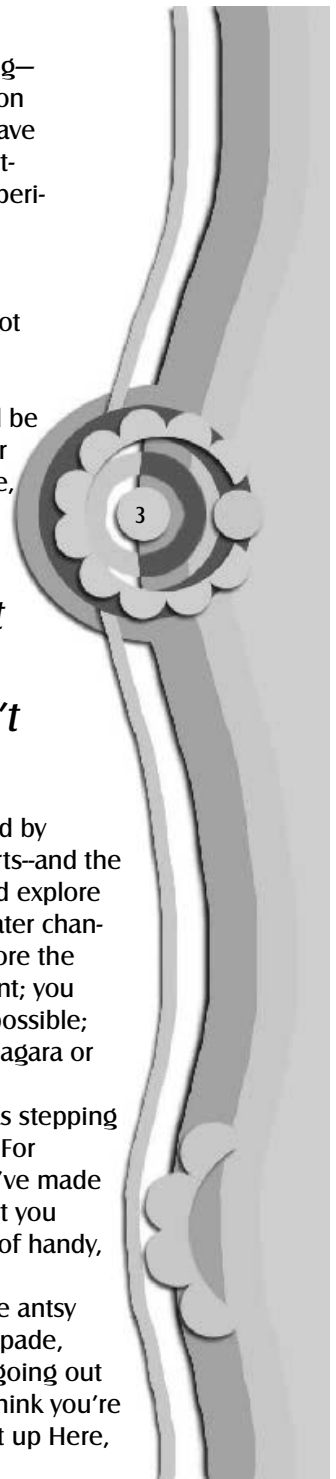 g—
on
ave
t-
peri-
ot
l be
r
e,
3
t
't
d by
rts--and the
d explore
ater chan-
ore the
nt; you
possible;
agara or
s stepping
For
've made
t you
of handy,
e antsy
pade,
going out
hink you're
t up Here,